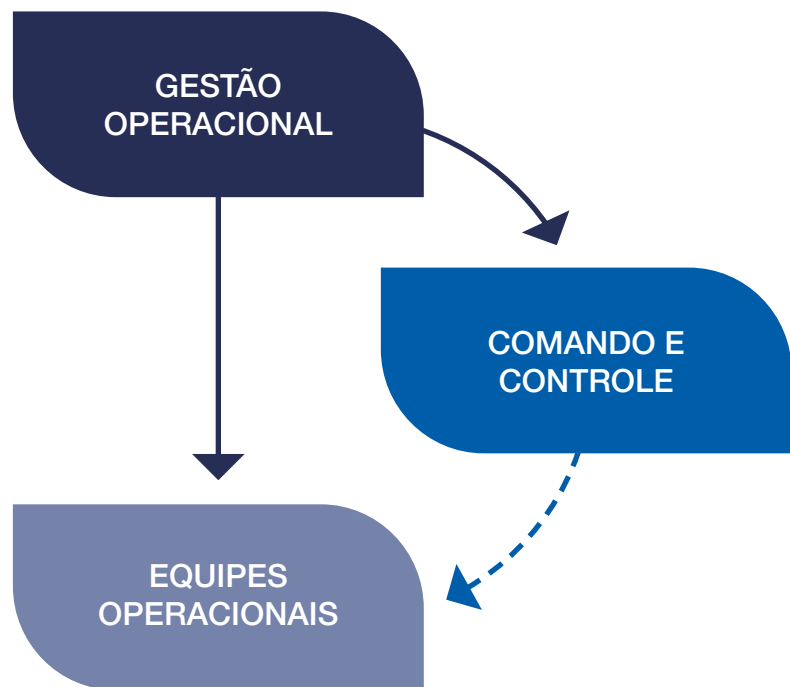 GESTÃO
OPERACIONAL
COMANDO E
CONTROLE
EQUIPES
OPERACIONAIS